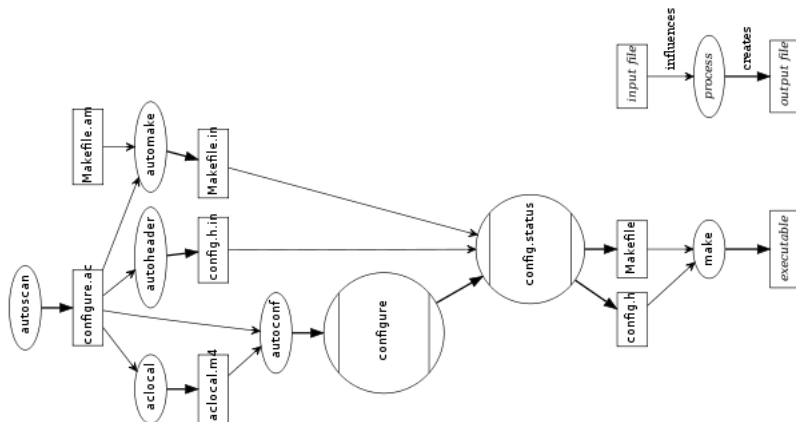 autoscan
configure.ac
Makefile.am
aclocal
autoheader
automake
aclocal.m4
config.h.in
Makefile.in
autoconf
configure
config.status
config.h
Makefile
make
executable
input file
influences
process
creates
output file